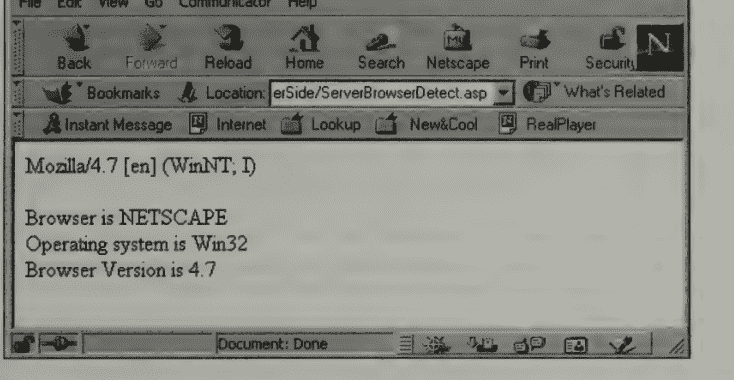 File Edit View Go Communicator Help
Back Forward Reload Home Search Netscape Print Security N
Bookmarks Location: erSide/ServerBrowserDetect.asp What's Related
Instant Message Internet Lookup New&Cool RealPlayer
Mozilla/4.7 [en] (WinNT; I)
Browser is NETSCAPE
Operating system is Win32
Browser Version is 4.7
Document: Done